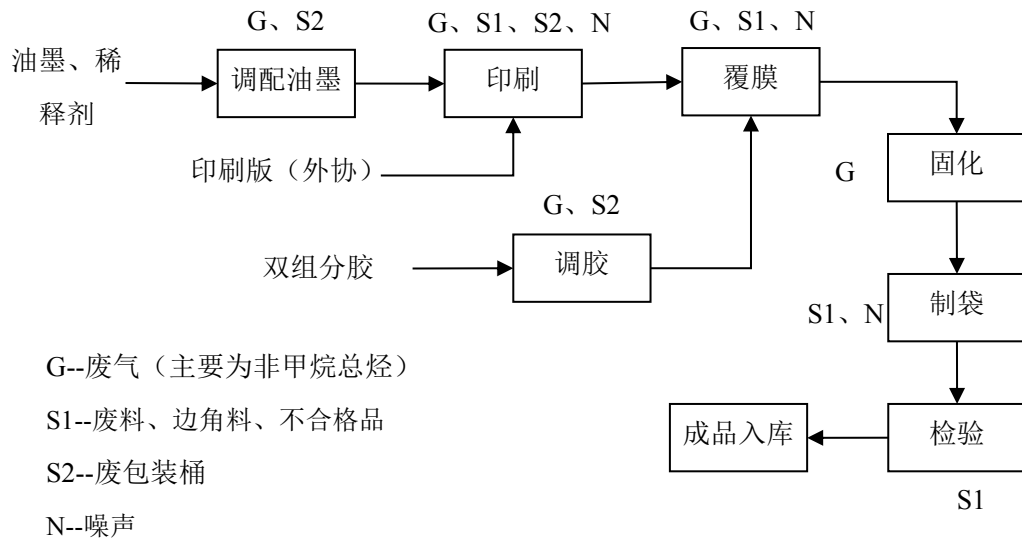 G、S2
G、S1、S2、N
G、S1、N
油墨、稀
释剂
调配油墨
印刷
覆膜
印刷版（外协）
G
固化
G、S2
双组分胶
调胶
S1、N
制袋
G--废气（主要为非甲烷总烃）
S1--废料、边角料、不合格品
成品入库
检验
S2--废包装桶
S1
N--噪声